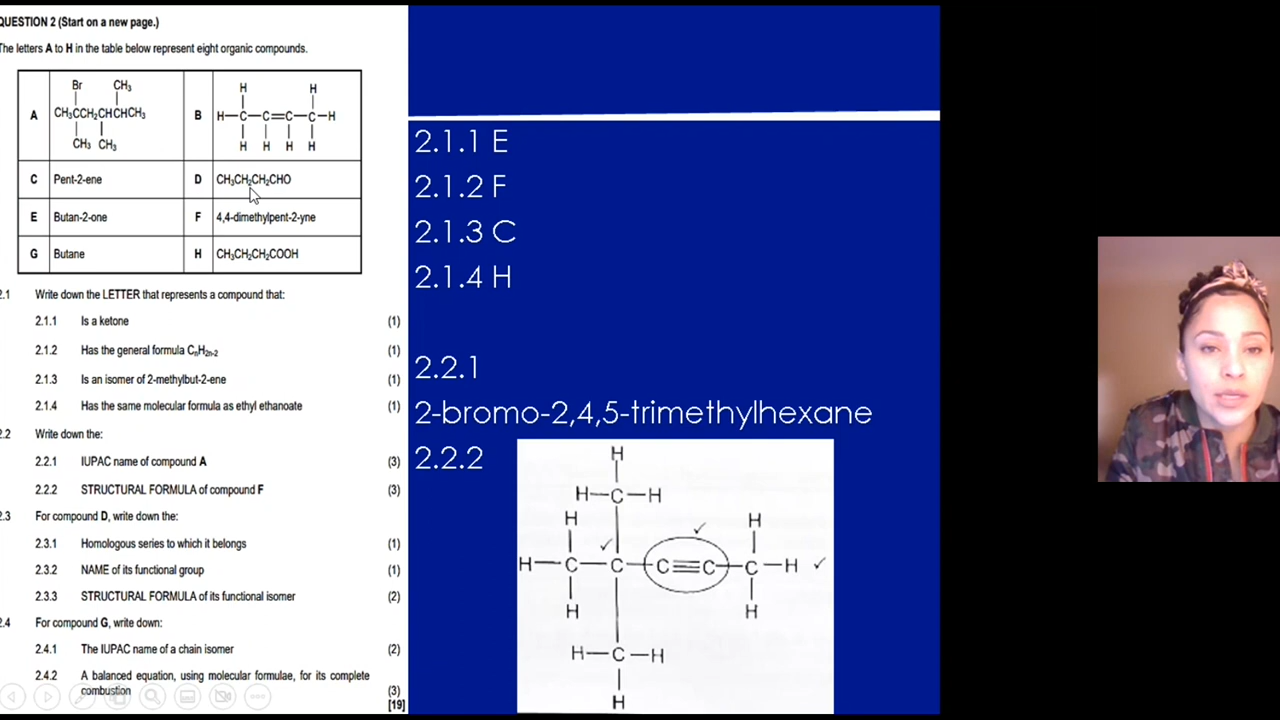 QUESTION 2 (Start on a new page.)
The letters A to H in the table below represent eight organic compounds.
A
Br CH₃
CH₃CCH₂CHCHCH₃
CH₃ CH₃
B
H H
H—C—C=C—C—H
H H H H
C Pent-2-ene D CH₃CH₂CH₂CHO
E Butan-2-one F 4,4-dimethylpent-2-yne
G Butane H CH₃CH₂CH₂COOH
2.1 Write down the LETTER that represents a compound that:
2.1.1 Is a ketone (1)
2.1.2 Has the general formula CₙH₂ₙ₋₂ (1)
2.1.3 Is an isomer of 2-methylbut-2-ene (1)
2.1.4 Has the same molecular formula as ethyl ethanoate (1)
2.2 Write down the:
2.2.1 IUPAC name of compound A (3)
2.2.2 STRUCTURAL FORMULA of compound F (3)
2.3 For compound D, write down the:
2.3.1 Homologous series to which it belongs (1)
2.3.2 NAME of its functional group (1)
2.3.3 STRUCTURAL FORMULA of its functional isomer (2)
2.4 For compound G, write down:
2.4.1 The IUPAC name of a chain isomer (2)
2.4.2 A balanced equation, using molecular formulae, for its complete
combustion (3)
[19]
2.1.1 E
2.1.2 F
2.1.3 C
2.1.4 H
2.2.1
2-bromo-2,4,5-trimethylhexane
2.2.2
H
H—C—H
H H
H—C—C—C≡C—C—H
H H
H—C—H
H